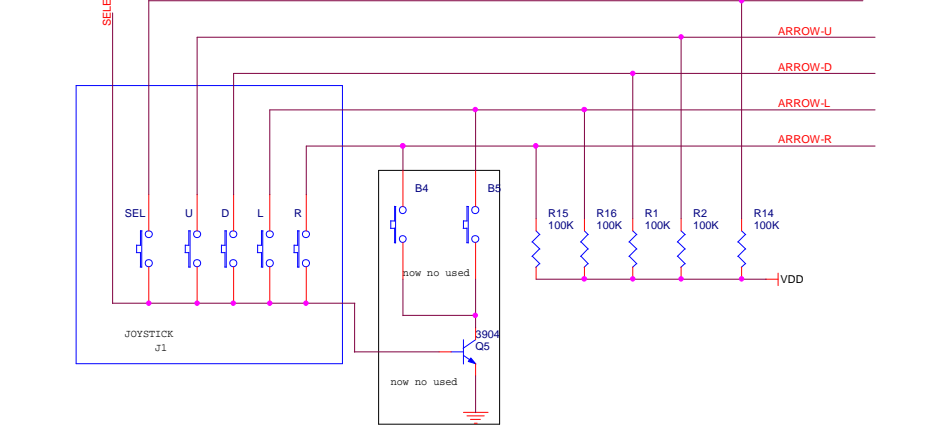 SELE
ARROW-U
ARROW-D
ARROW-L
ARROW-R
B4 B5
SEL U D L R
R15 R16 R1 R2 R14
100K 100K 100K 100K 100K
now no used
VDD
JOYSTICK
J1
3904
Q5
now no used